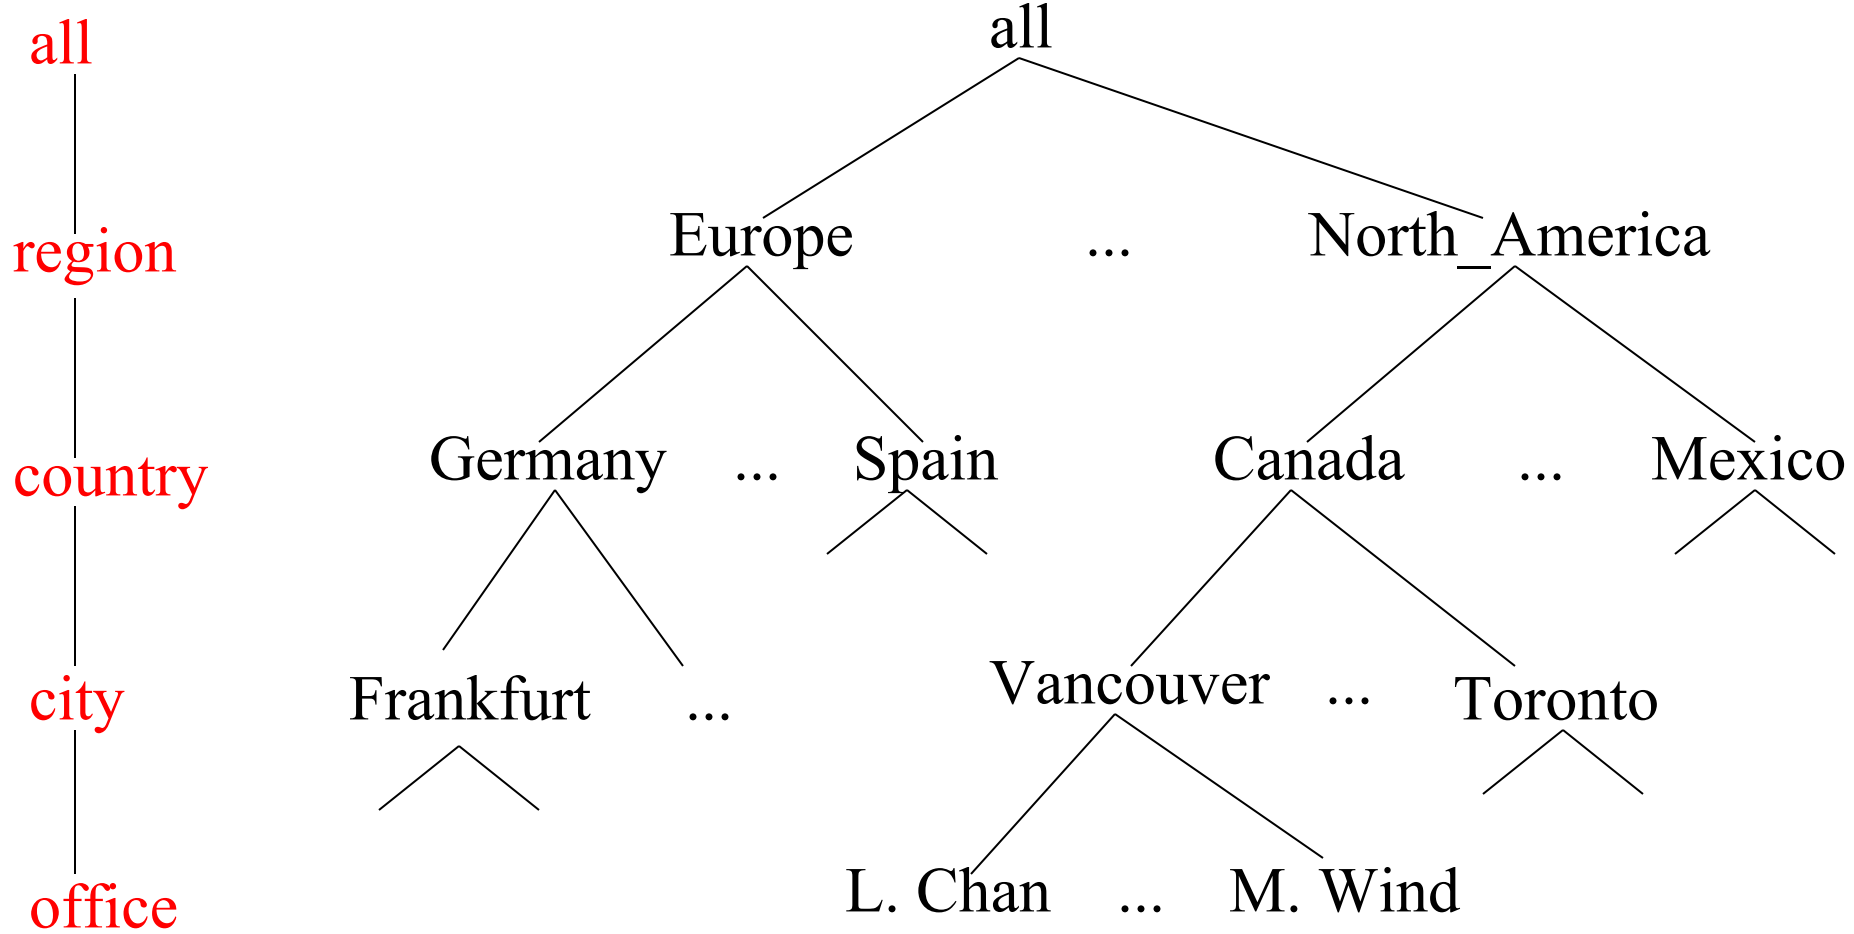 all all
region Europe ... North_America
country Germany ... Spain Canada ... Mexico
city Frankfurt ... Vancouver ... Toronto
office L. Chan ... M. Wind